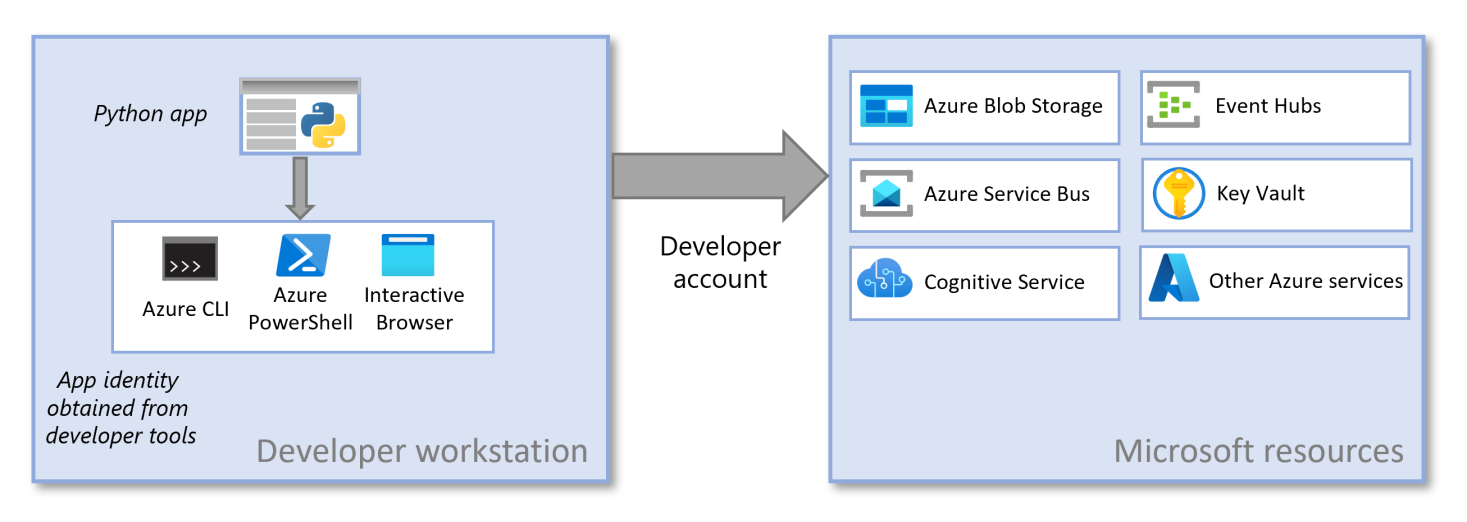 Python app
>>>
Azure CLI
Azure
PowerShell
Interactive
Browser
App identity
obtained from
developer tools
Developer workstation
Developer
account
Azure Blob Storage
Event Hubs
Azure Service Bus
Key Vault
Cognitive Service
Other Azure services
Microsoft resources